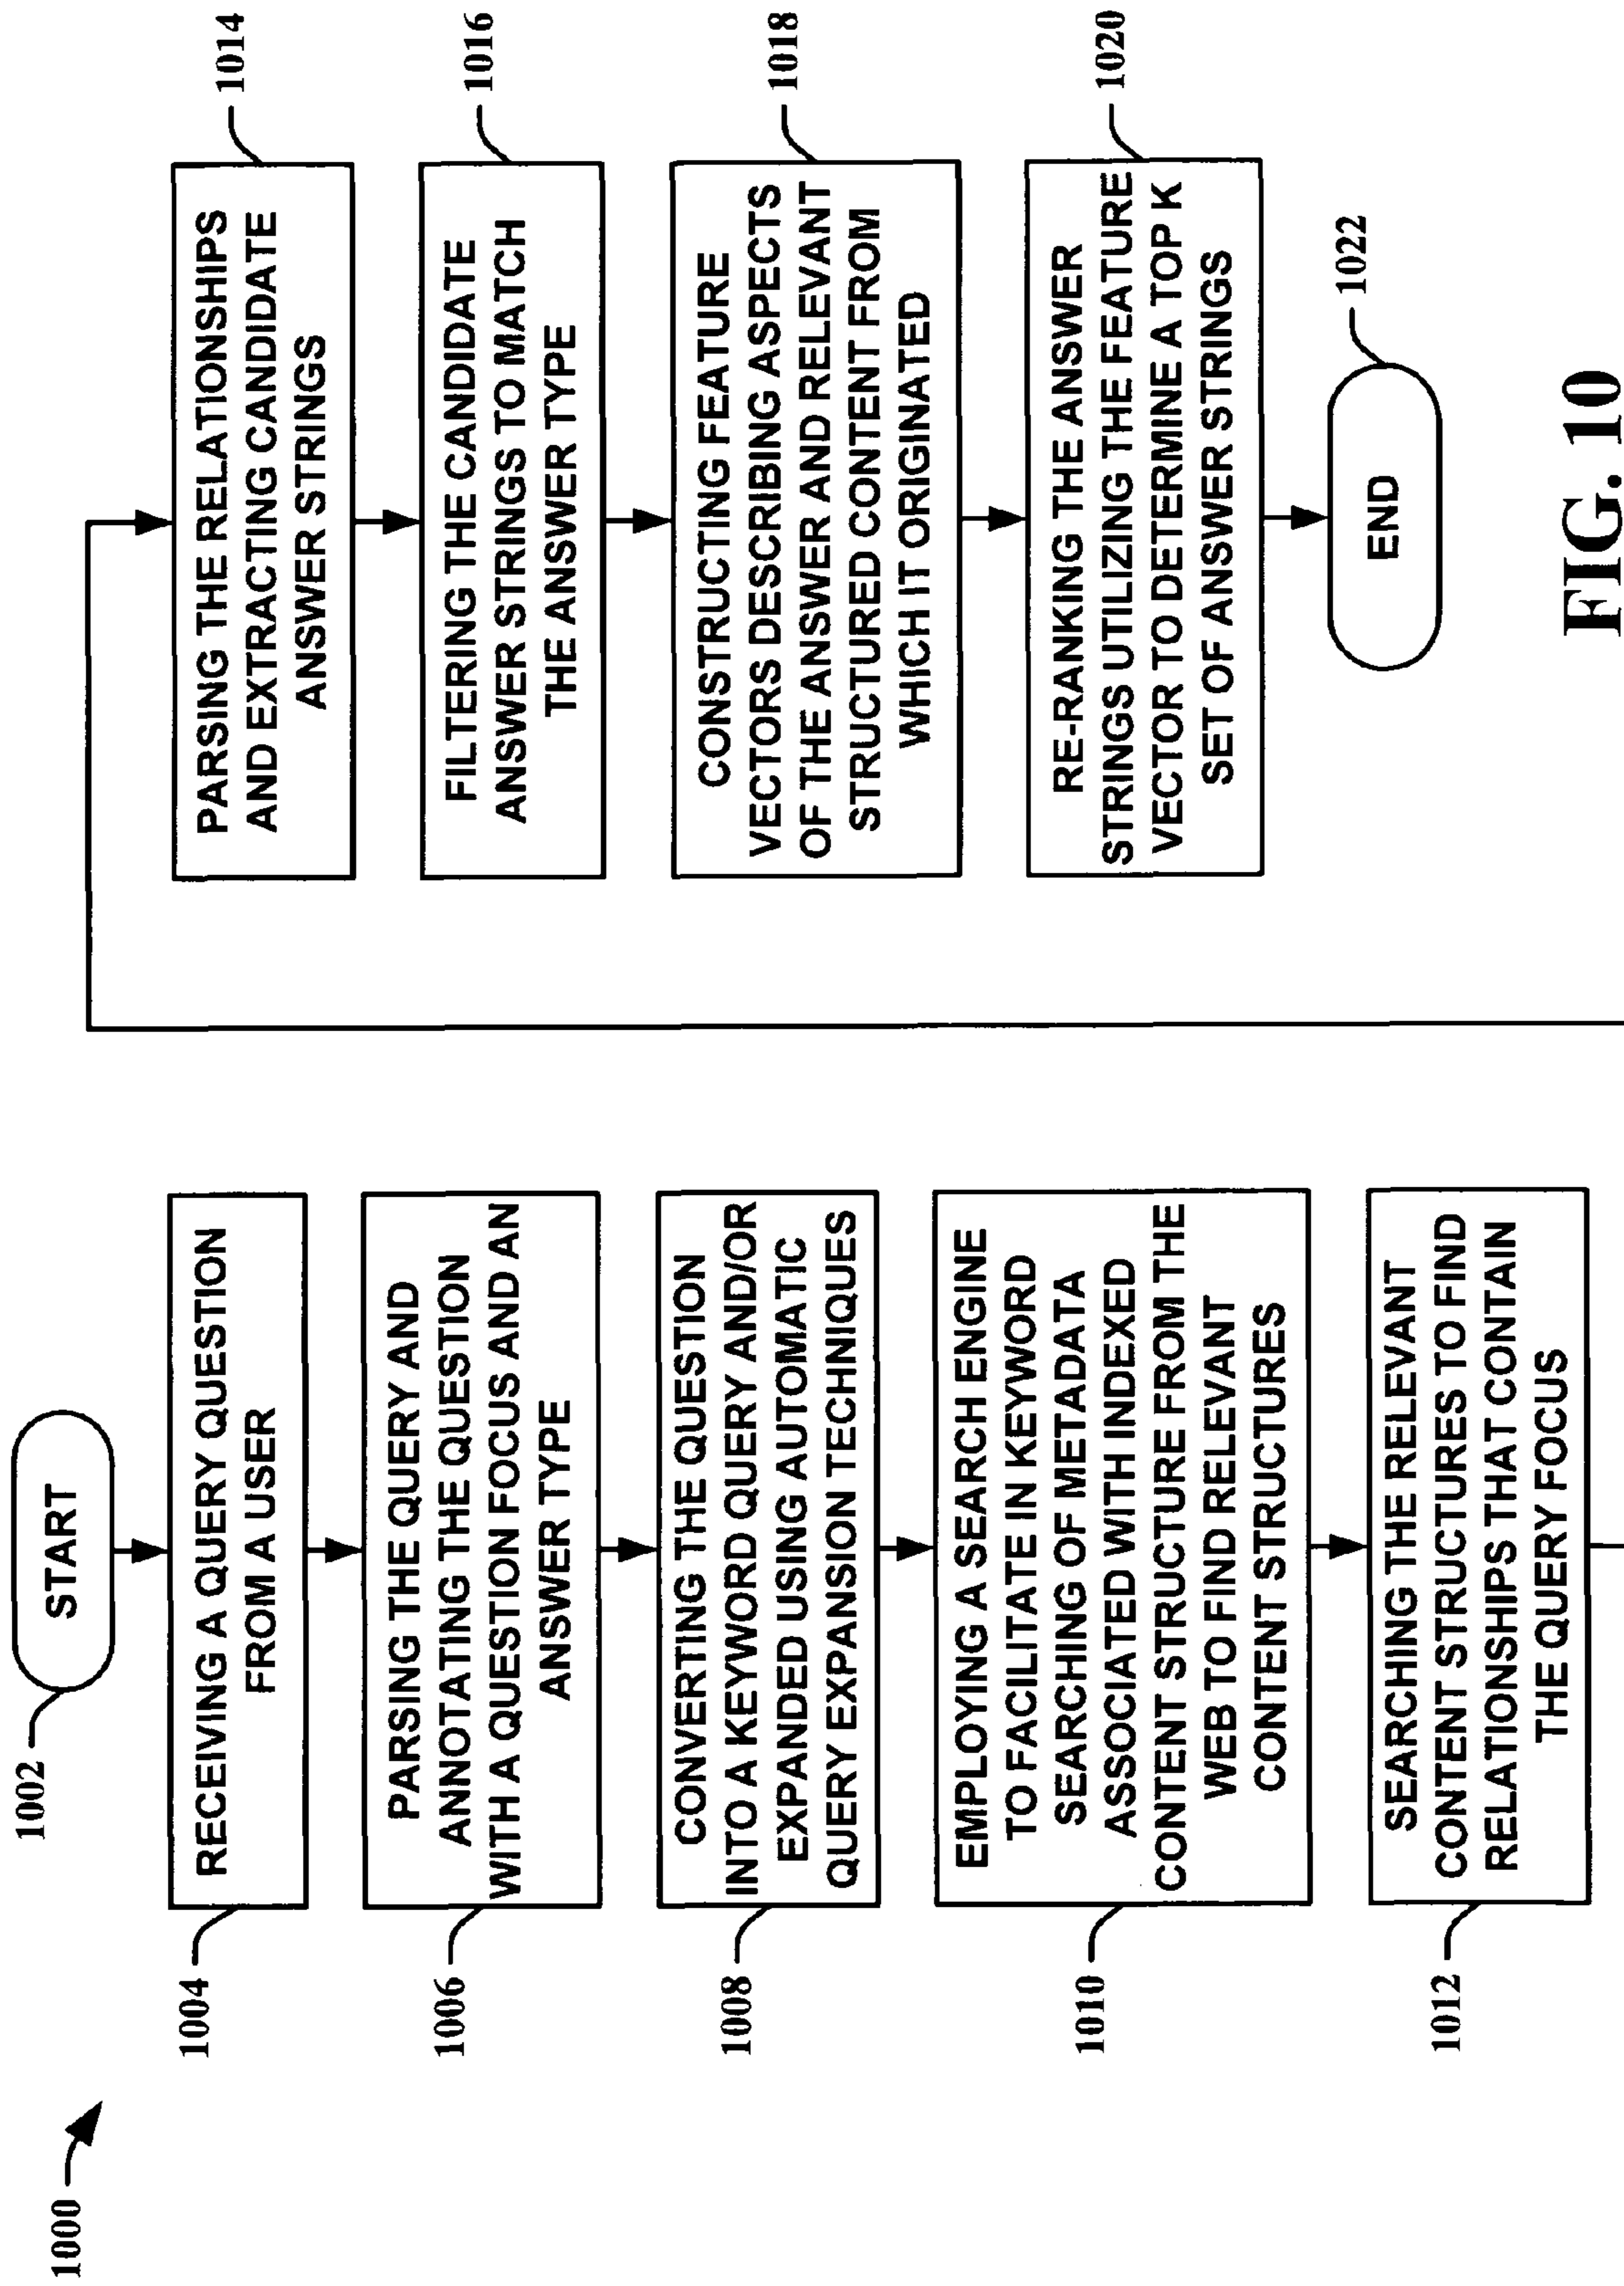 1000
START
1002
RECEIVING A QUERY QUESTION
FROM A USER
1004
PARSING THE QUERY AND
ANNOTATING THE QUESTION
WITH A QUESTION FOCUS AND AN
ANSWER TYPE
1006
CONVERTING THE QUESTION
INTO A KEYWORD QUERY AND/OR
EXPANDED USING AUTOMATIC
QUERY EXPANSION TECHNIQUES
1008
EMPLOYING A SEARCH ENGINE
TO FACILITATE IN KEYWORD
SEARCHING OF METADATA
ASSOCIATED WITH INDEXED
CONTENT STRUCTURE FROM THE
WEB TO FIND RELEVANT
CONTENT STRUCTURES
1010
SEARCHING THE RELEVANT
CONTENT STRUCTURES TO FIND
RELATIONSHIPS THAT CONTAIN
THE QUERY FOCUS
1012
PARSING THE RELATIONSHIPS
AND EXTRACTING CANDIDATE
ANSWER STRINGS
1014
FILTERING THE CANDIDATE
ANSWER STRINGS TO MATCH
THE ANSWER TYPE
1016
CONSTRUCTING FEATURE
VECTORS DESCRIBING ASPECTS
OF THE ANSWER AND RELEVANT
STRUCTURED CONTENT FROM
WHICH IT ORIGINATED
1018
RE-RANKING THE ANSWER
STRINGS UTILIZING THE FEATURE
VECTOR TO DETERMINE A TOP K
SET OF ANSWER STRINGS
1020
END
1022
FIG. 10